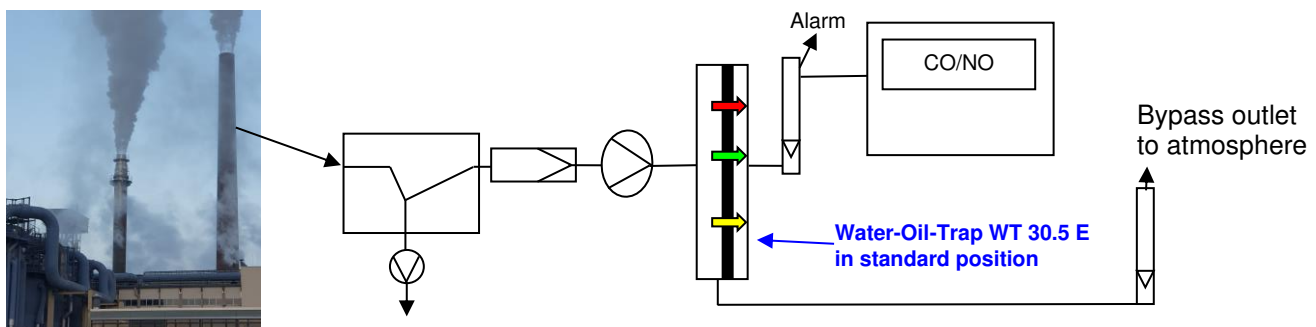 Alarm
CO/NO
Bypass outlet
to atmosphere
Water-Oil-Trap WT 30.5 E
in standard position